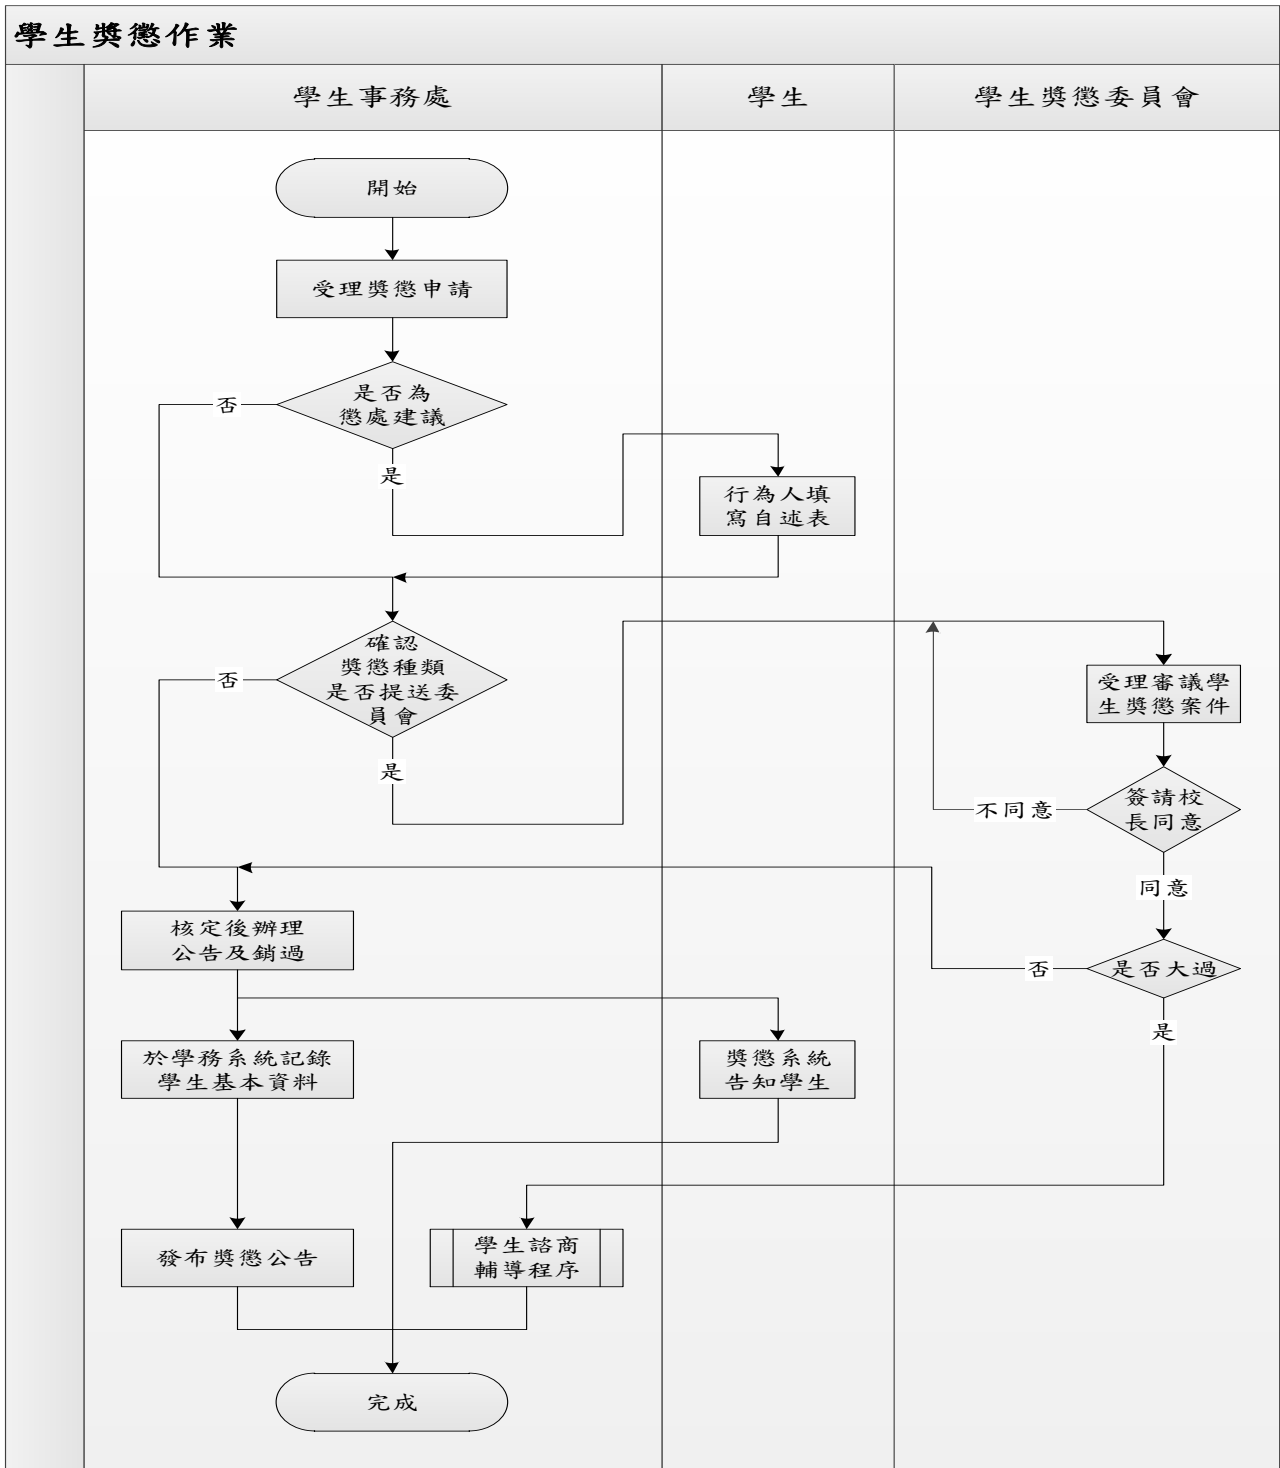 學生獎懲作業
學生事務處
學生
學生獎懲委員會
開始
受理獎懲申請
是否為
懲處建議
否
是
行為人填
寫自述表
確認
獎懲種類
是否提送委
員會
否
是
受理審議學
生獎懲案件
簽請校
長同意
不同意
同意
核定後辦理
公告及銷過
是否大過
否
是
於學務系統記錄
學生基本資料
獎懲系統
告知學生
發布獎懲公告
學生諮商
輔導程序
完成